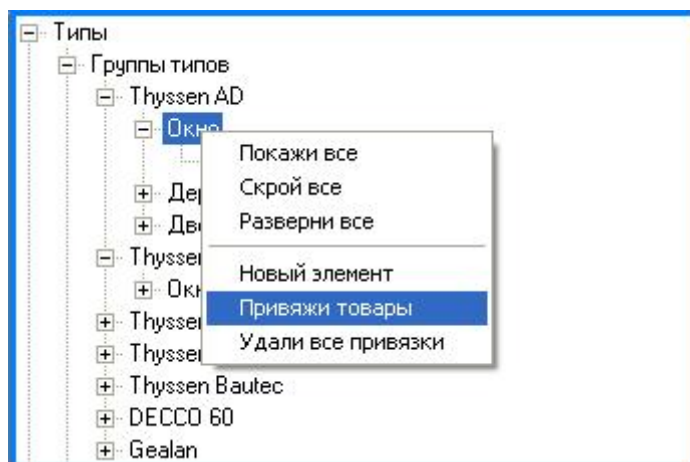 Типы
Группы типов
Thyssen AD
Окно
Покажи все
Скрой все
Разверни все
Новый элемент
Привяжи товары
Удали все привязки
Thyssen Bautec
DECCO 60
Gealan